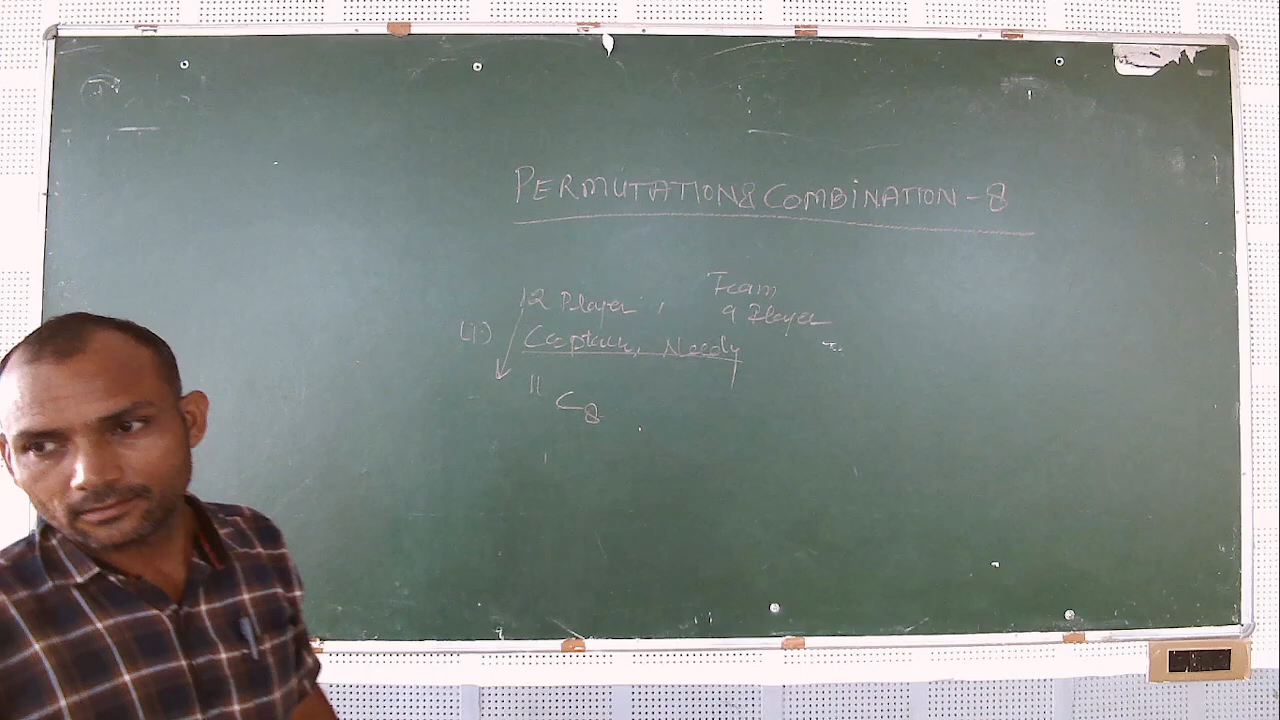 PERMUTATION & COMBINATION - 8
12 Player, Team
9 Player
(i) Captain, Needy
11
C8